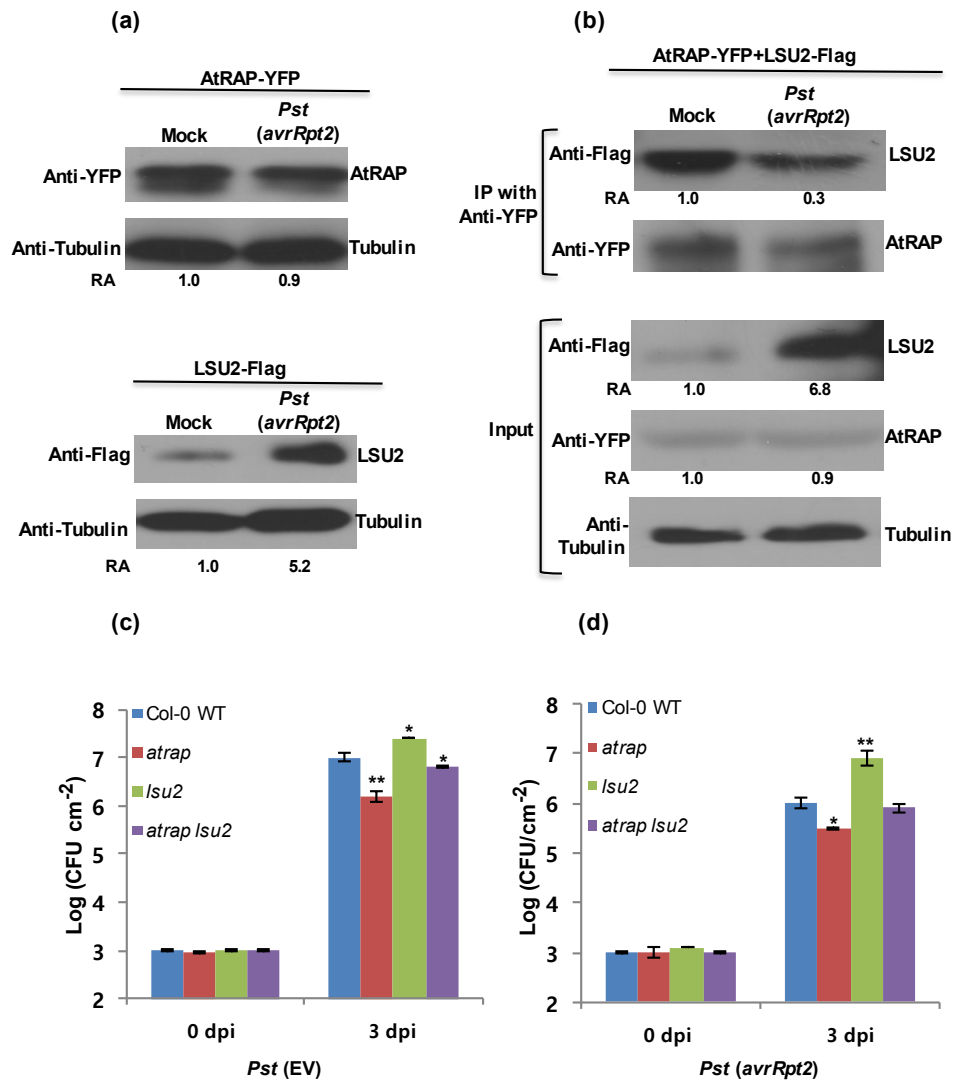 (a)
AtRAP-YFP
Mock
Pst
(avrRpt2)
Anti-YFP
AtRAP
Anti-Tubulin
Tubulin
RA
1.0
0.9
LSU2-Flag
Mock
Pst
(avrRpt2)
Anti-Flag
LSU2
Anti-Tubulin
Tubulin
RA
1.0
5.2
(b)
AtRAP-YFP+LSU2-Flag
Mock
Pst
(avrRpt2)
IP with
Anti-YFP
Anti-Flag
LSU2
RA
1.0
0.3
Anti-YFP
AtRAP
Input
Anti-Flag
LSU2
RA
1.0
6.8
Anti-YFP
AtRAP
RA
1.0
0.9
Anti-
Tubulin
Tubulin
(c)
Log (CFU cm-2)
8
7
6
5
4
3
2
Col-0 WT
atrap
lsu2
atrap lsu2
**
*
*
0 dpi
3 dpi
Pst (EV)
(d)
Log (CFU/cm-2)
8
7
6
5
4
3
2
Col-0 WT
atrap
lsu2
atrap lsu2
*
**
0 dpi
3 dpi
Pst (avrRpt2)